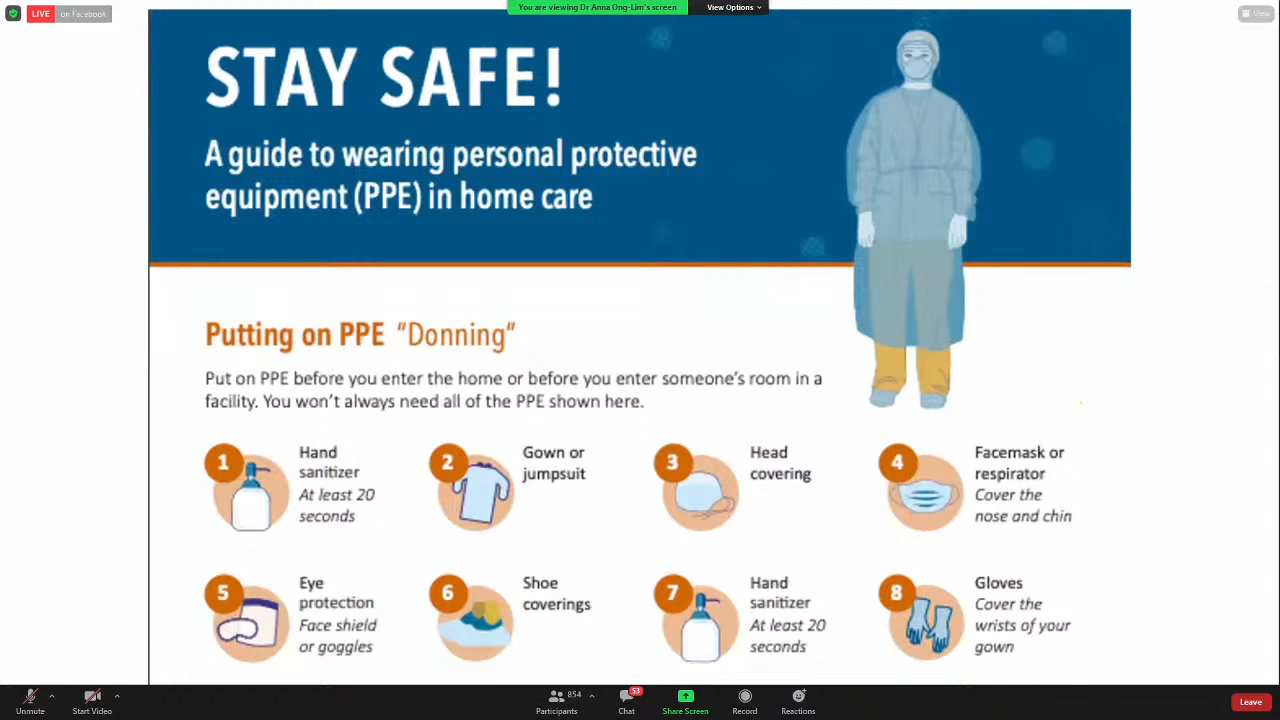 LIVE on Facebook
You are viewing Dr Anna Ong-Lim's screen
View Options
View
STAY SAFE!
A guide to wearing personal protective
equipment (PPE) in home care
Putting on PPE “Donning“
Put on PPE before you enter the home or before you enter someone's room in a
facility. You won't always need all of the PPE shown here.
1
Hand
sanitizer
At least 20
seconds
2
Gown or
jumpsuit
3
Head
covering
4
Facemask or
respirator
Cover the
nose and chin
5
Eye
protection
Face shield
or goggles
6
Shoe
coverings
7
Hand
sanitizer
At least 20
seconds
8
Gloves
Cover the
wrists of your
gown
Unmute
Start Video
854
Participants
53
Chat
Share Screen
Record
Reactions
Leave